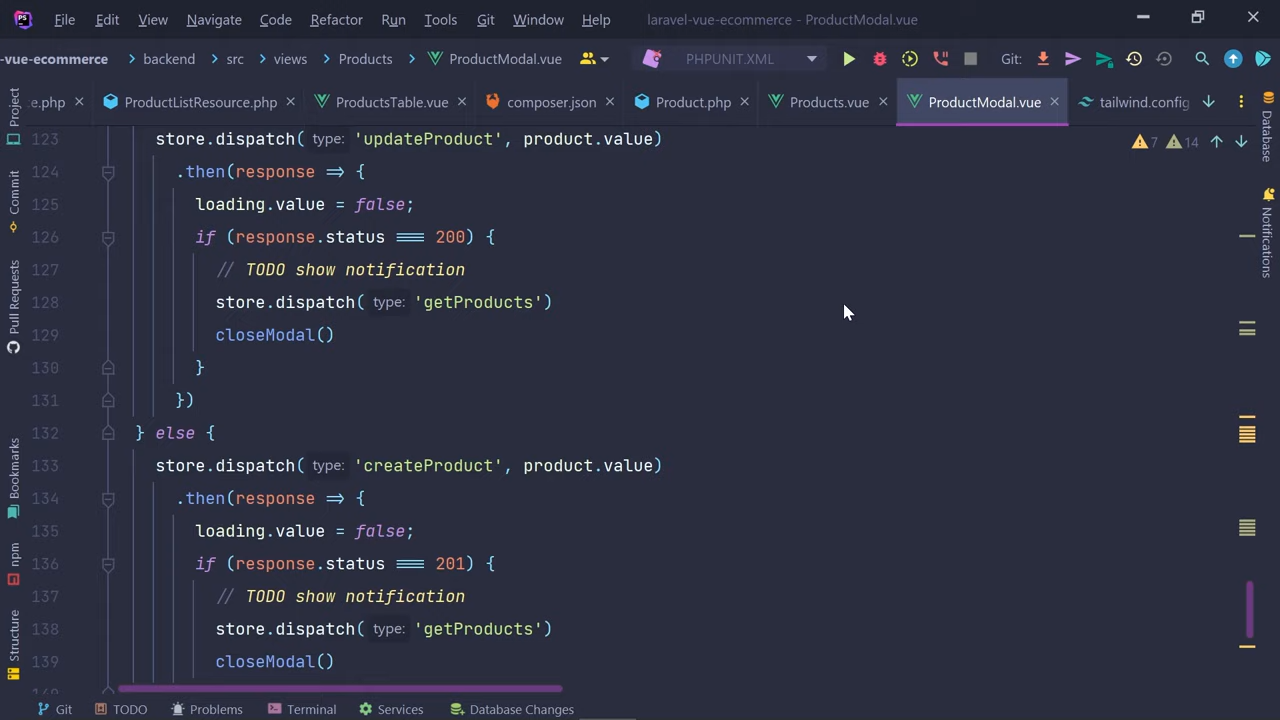 PS File Edit View Navigate Code Refactor Run Tools Git Window Help laravel-vue-ecommerce - ProductModal.vue
-vue-ecommerce backend src views Products ProductModal.vue PHPUNIT.XML Git:
e.php ProductListResource.php ProductsTable.vue composer.json Product.php Products.vue ProductModal.vue tailwind.config
Project
Commit
Pull Requests
Bookmarks
npm
Structure
123 store.dispatch( type: 'updateProduct', product.value)
124 .then(response => {
125 loading.value = false;
126 if (response.status === 200) {
127 // TODO show notification
128 store.dispatch( type: 'getProducts')
129 closeModal()
130 }
131 })
132 } else {
133 store.dispatch( type: 'createProduct', product.value)
134 .then(response => {
135 loading.value = false;
136 if (response.status === 201) {
137 // TODO show notification
138 store.dispatch( type: 'getProducts')
139 closeModal()
7 14
Database
Notifications
Git TODO Problems Terminal Services Database Changes